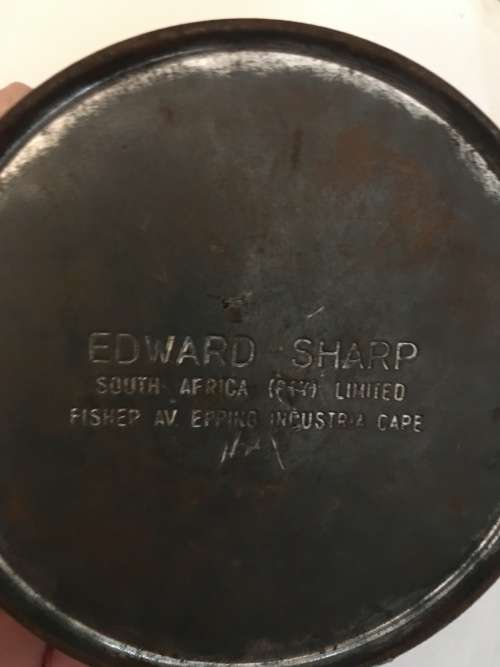 EDWARD SHARP
SOUTH AFRICA (PTY) LIMITED
FISHER AV EPPING INDUSTRIA CAPE